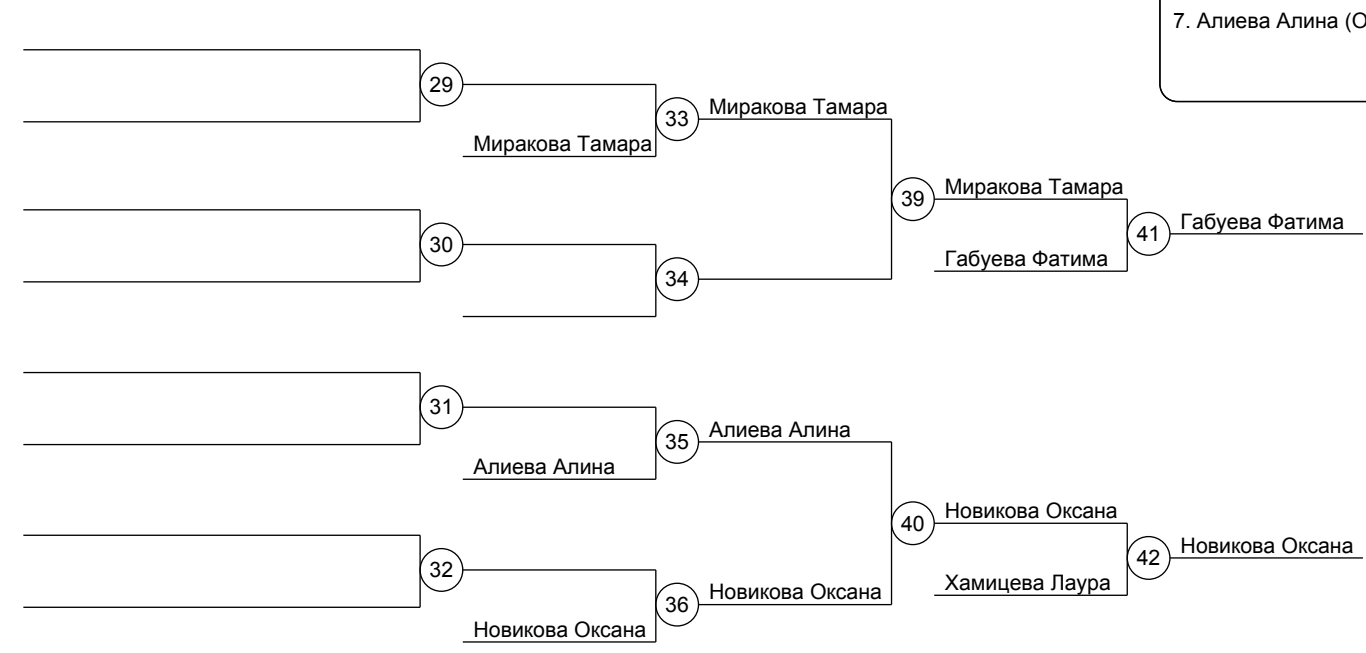 7. Алиева Алина (О
29
33
Миракова Тамара
Миракова Тамара
39
Миракова Тамара
30
41
Габуева Фатима
Габуева Фатима
34
31
35
Алиева Алина
Алиева Алина
40
Новикова Оксана
32
42
Новикова Оксана
Хамицева Лаура
36
Новикова Оксана
Новикова Оксана